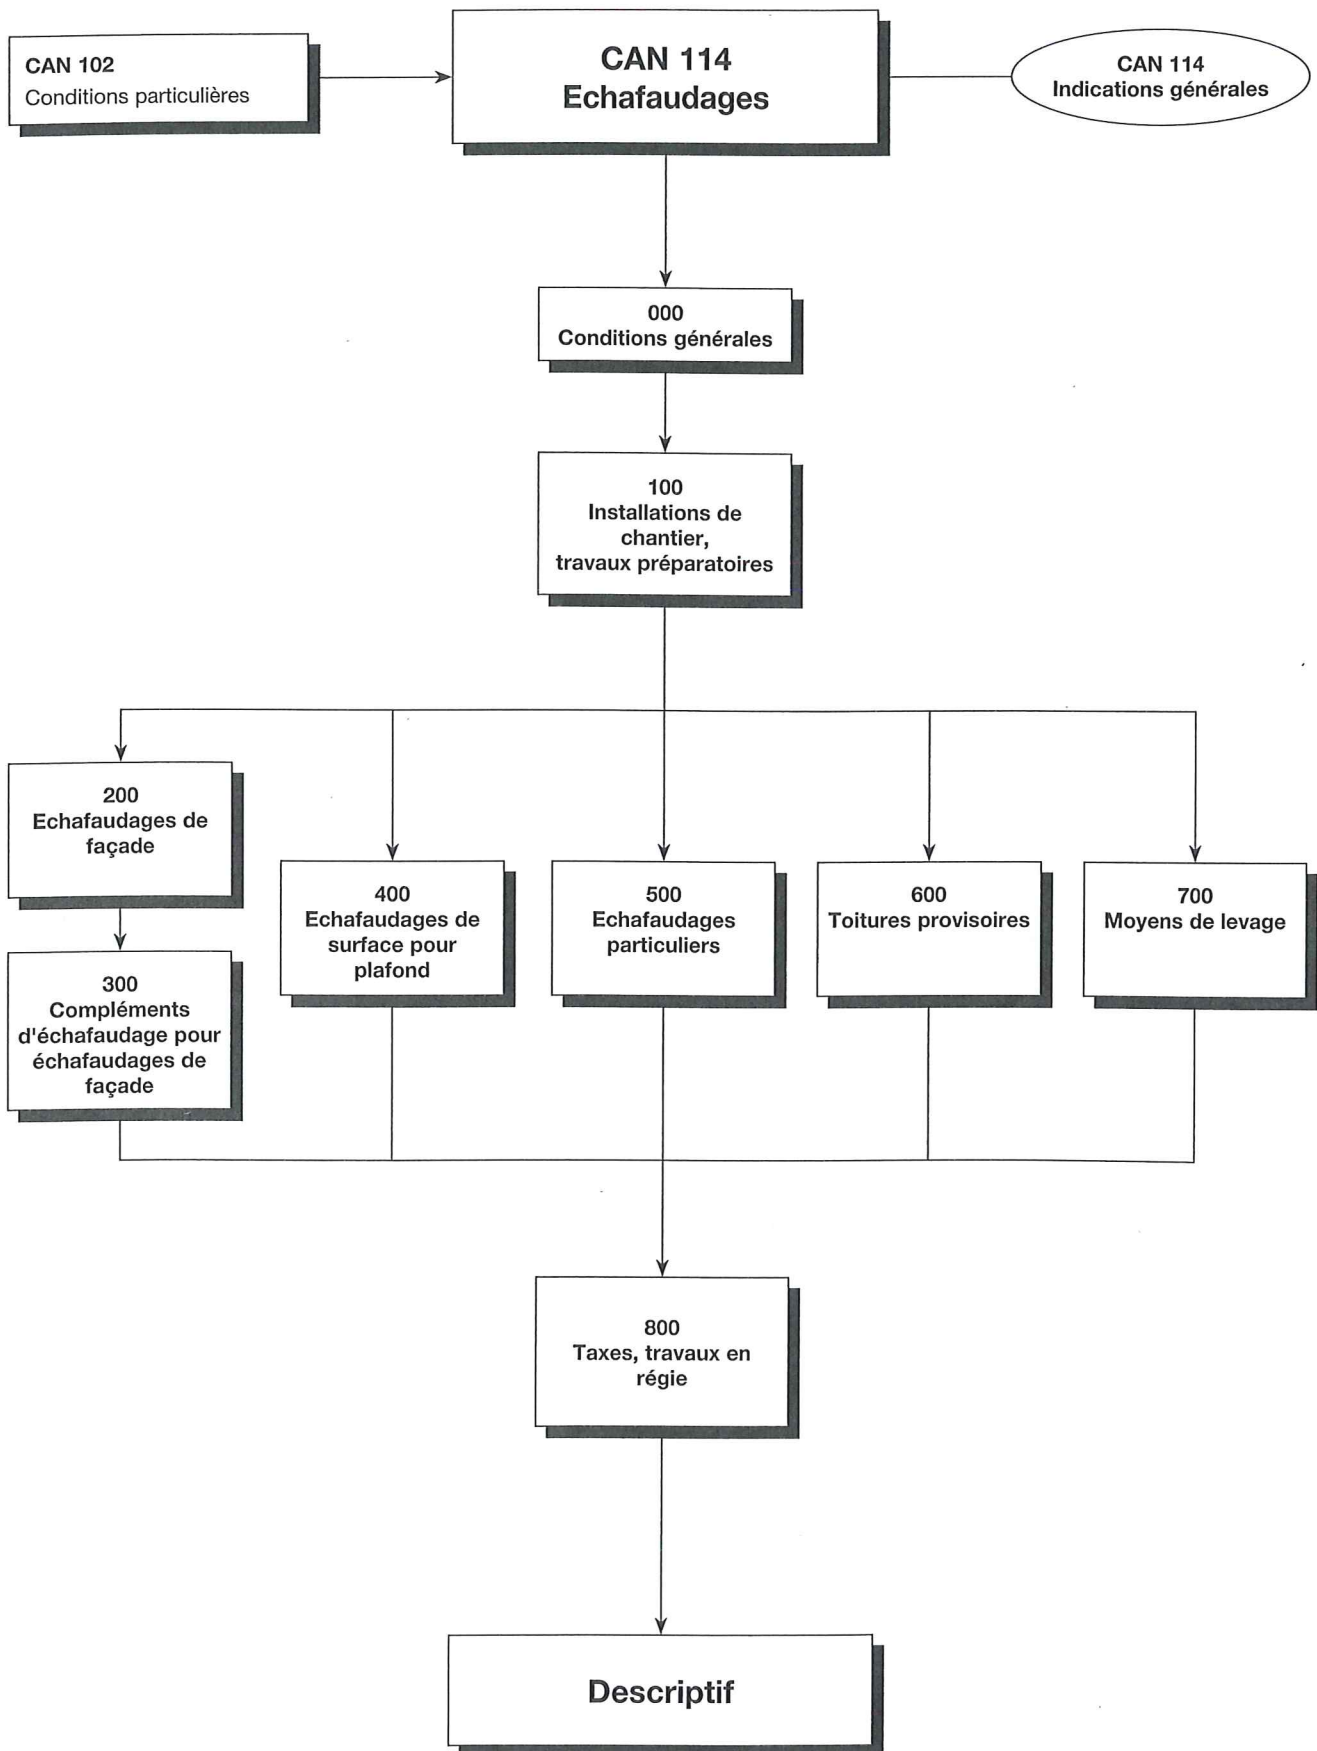 CAN 102
Conditions particulières
CAN 114
Echafaudages
CAN 114
Indications générales
000
Conditions générales
100
Installations de
chantier,
travaux préparatoires
200
Echafaudages de
façade
300
Compléments
d'échafaudage pour
échafaudages de
façade
400
Echafaudages de
surface pour
plafond
500
Echafaudages
particuliers
600
Toitures provisoires
700
Moyens de levage
800
Taxes, travaux en
régie
Descriptif